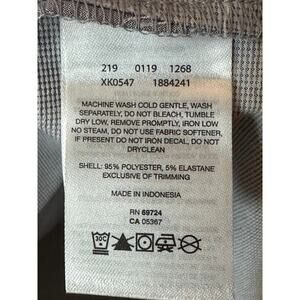 219 0119 1268
XK0547 1884241
MACHINE WASH COLD GENTLE, WASH
SEPARATELY, DO NOT BLEACH, TUMBLE
DRY LOW, REMOVE PROMPTLY, IRON LOW
NO STEAM, DO NOT USE FABRIC SOFTENER,
IF PRESENT DO NOT IRON DECAL, DO NOT
DRYCLEAN
SHELL: 95% POLYESTER, 5% ELASTANE
EXCLUSIVE OF TRIMMING
MADE IN INDONESIA
RN 69724
CA 05367
30C